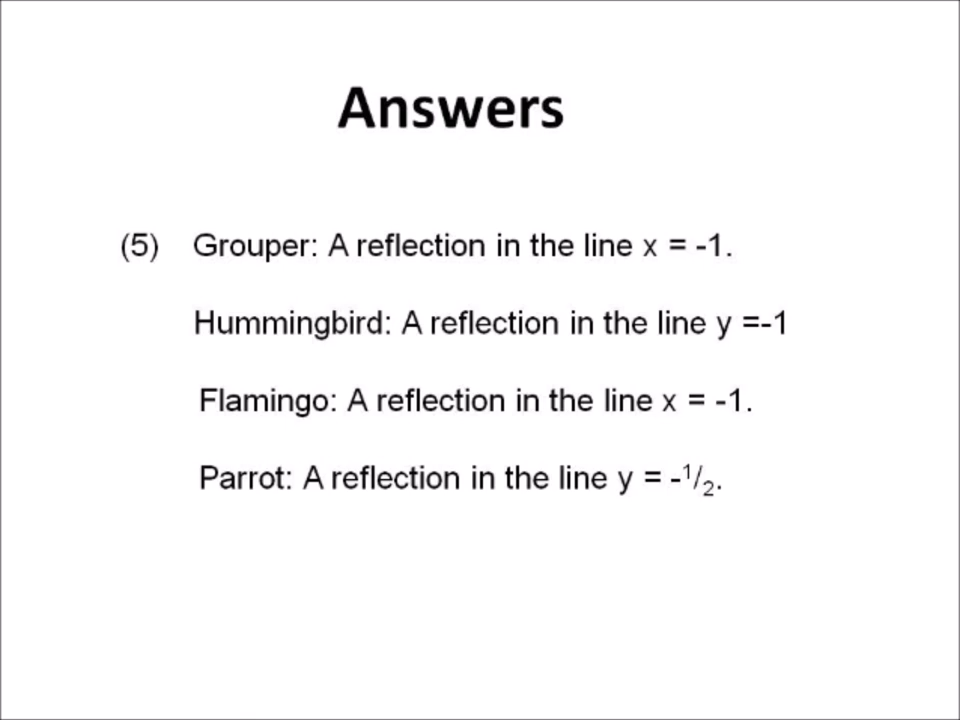 Answers
(5) Grouper: A reflection in the line x = -1.
Hummingbird: A reflection in the line y =-1
Flamingo: A reflection in the line x = -1.
Parrot: A reflection in the line y = -¹/₂.